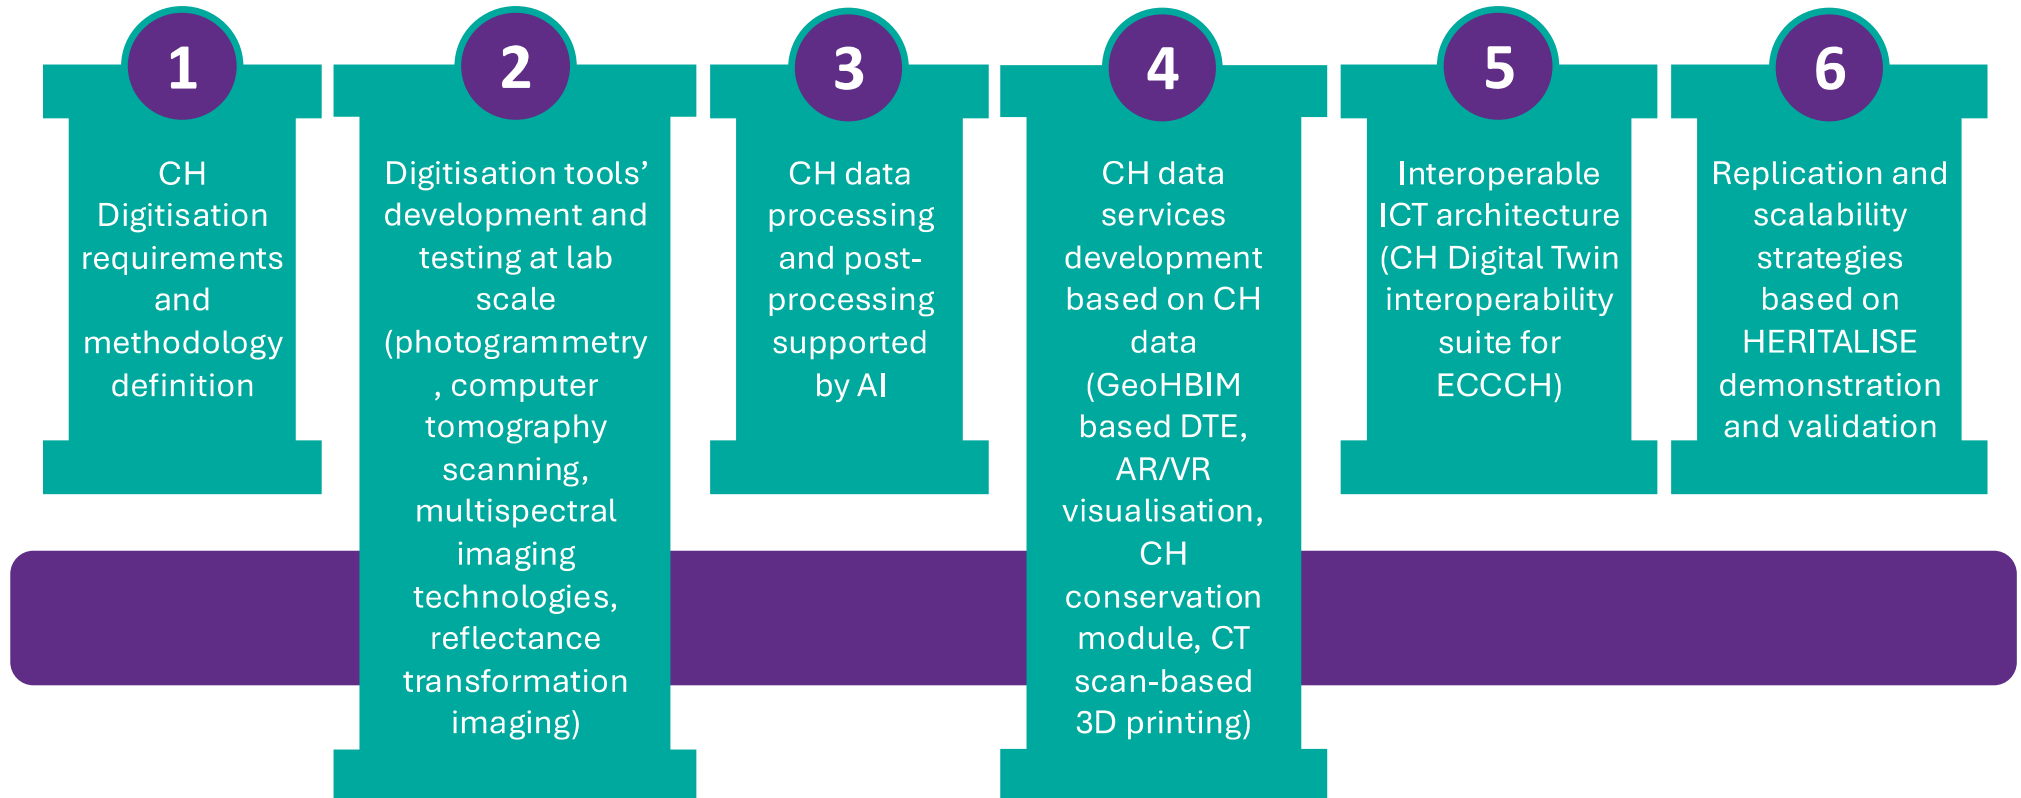 1
CH
Digitisation
requirements
and
methodology
definition
2
Digitisation tools’
development and
testing at lab
scale
(photogrammetry
, computer
tomography
scanning,
multispectral
imaging
technologies,
reflectance
transformation
imaging)
3
CH data
processing
and post-
processing
supported
by AI
4
CH data
services
development
based on CH
data
(GeoHBIM
based DTE,
AR/VR
visualisation,
CH
conservation
module, CT
scan-based
3D printing)
5
Interoperable
ICT architecture
(CH Digital Twin
interoperability
suite for
ECCCH)
6
Replication and
scalability
strategies
based on
HERITALISE
demonstration
and validation